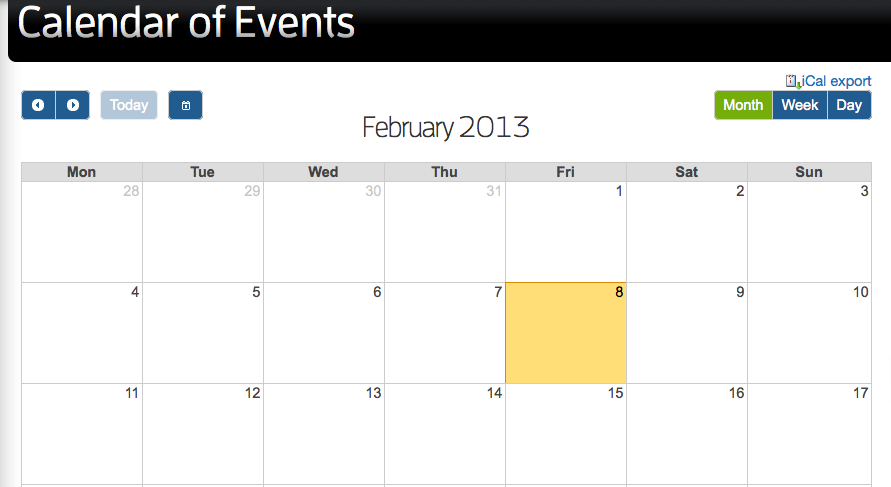 Calendar of Events
iCal export
Today
Month Week Day
February 2013
Mon Tue Wed Thu Fri Sat Sun
28 29 30 31 1 2 3
4 5 6 7 8 9 10
11 12 13 14 15 16 17